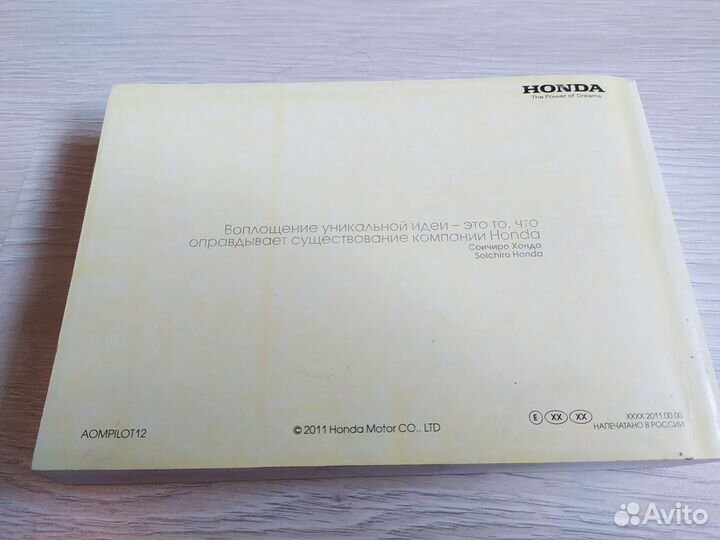 HONDA
The Power of Dreams
Воплощение уникальной идеи – это то, что
оправдывает существование компании Honda
Соичиро Хонда
Soichiro Honda
E XX XX
XXXX.2011.00.00
НАПЕЧАТАНО В РОССИИ
AOMPILOT12
© 2011 Honda Motor CO., LTD
Avito